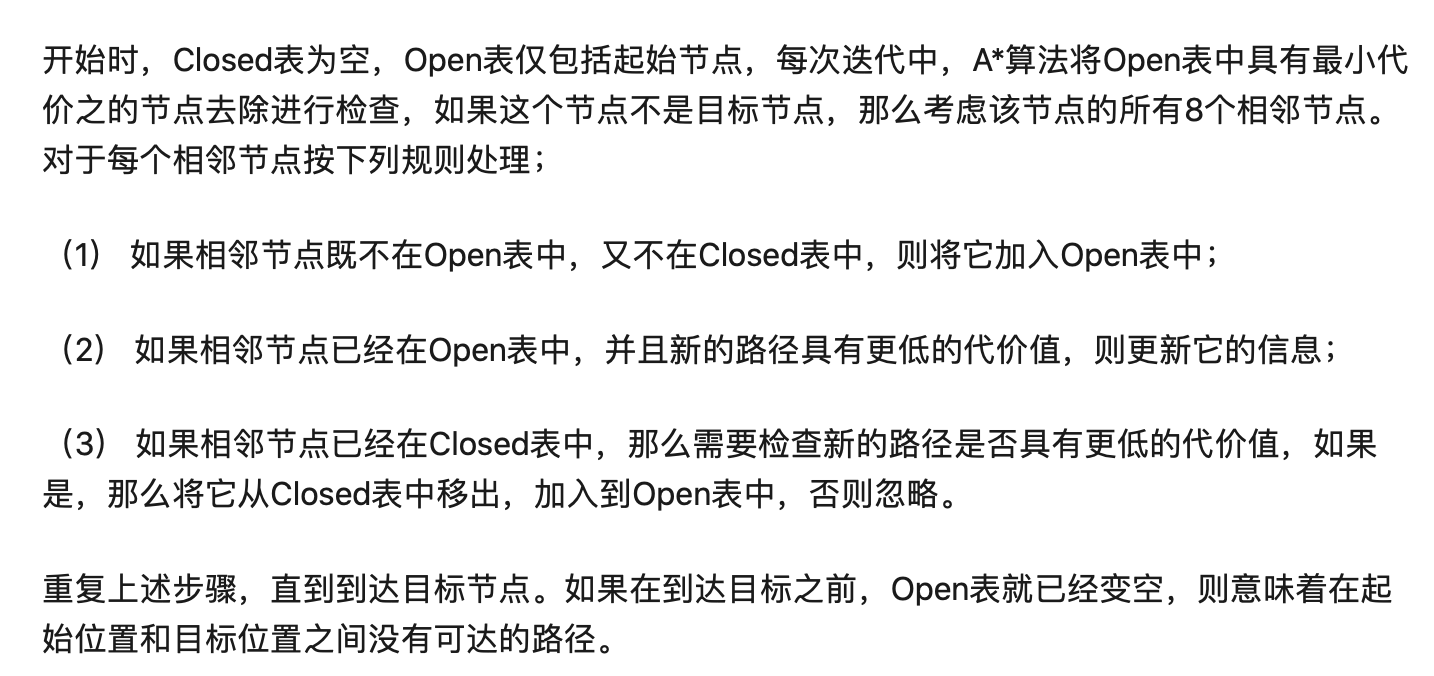 开始时，Closed表为空，Open表仅包括起始节点，每次迭代中，A*算法将Open表中具有最小代
价之的节点去除进行检查，如果这个节点不是目标节点，那么考虑该节点的所有8个相邻节点。
对于每个相邻节点按下列规则处理；
（1） 如果相邻节点既不在Open表中，又不在Closed表中，则将它加入Open表中；
（2） 如果相邻节点已经在Open表中，并且新的路径具有更低的代价值，则更新它的信息；
（3） 如果相邻节点已经在Closed表中，那么需要检查新的路径是否具有更低的代价值，如果
是，那么将它从Closed表中移出，加入到Open表中，否则忽略。
重复上述步骤，直到到达目标节点。如果在到达目标之前，Open表就已经变空，则意味着在起
始位置和目标位置之间没有可达的路径。